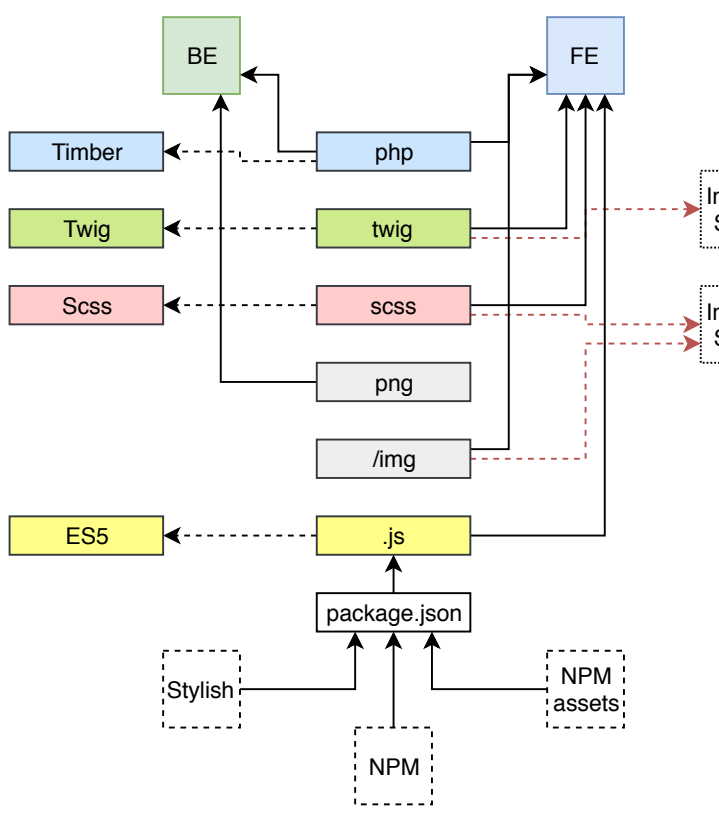 BE
FE
Timber
php
Twig
twig
Scss
scss
png
/img
ES5
.js
package.json
Stylish
NPM
assets
NPM